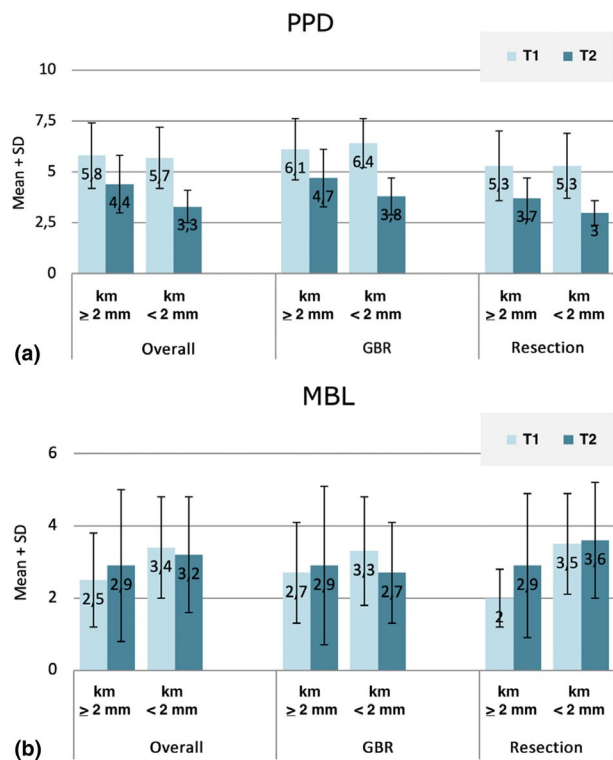 PPD
T1 T2
10
7,5
5
2,5
0
Mean + SD
5,8 4,4 5,7 3,3 6,1 4,7 6,4 3,8 5,3 3,7 5,3 3
km km km km km km
≥ 2 mm < 2 mm ≥ 2 mm < 2 mm ≥ 2 mm < 2 mm
(a) Overall GBR Resection
MBL
T1 T2
6
4
2
0
Mean + SD
2,5 2,9 3,4 3,2 2,7 2,9 3,3 2,7 2 2,9 3,5 3,6
km km km km km km
≥ 2 mm < 2 mm ≥ 2 mm < 2 mm ≥ 2 mm < 2 mm
(b) Overall GBR Resection